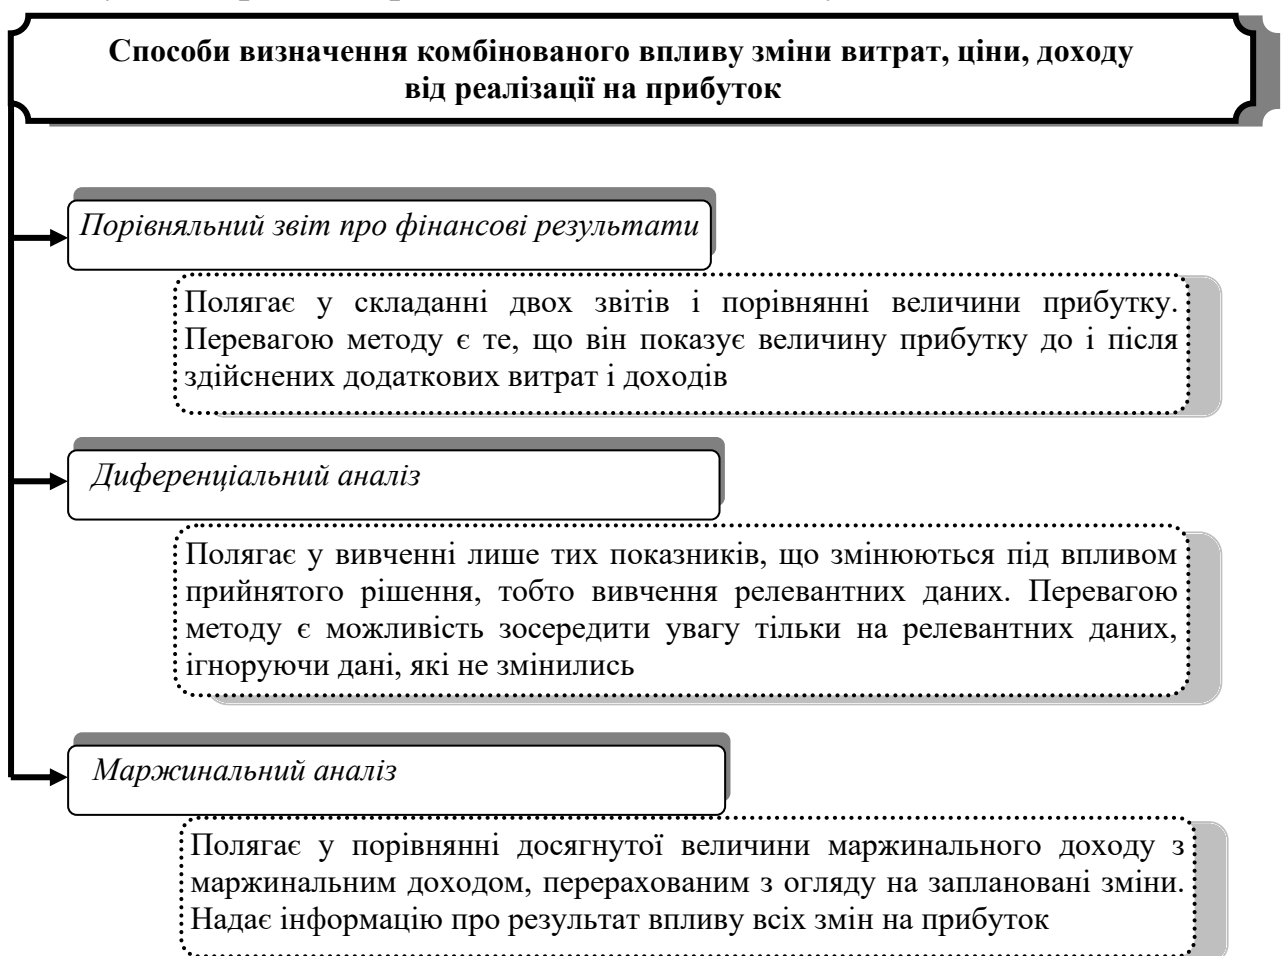 Способи визначення комбінованого впливу зміни витрат, ціни, доходу
від реалізації на прибуток
Порівняльний звіт про фінансові результати
Полягає у складанні двох звітів і порівнянні величини прибутку.
Перевагою методу є те, що він показує величину прибутку до і після
здійснених додаткових витрат і доходів
Диференціальний аналіз
Полягає у вивченні лише тих показників, що змінюються під впливом
прийнятого рішення, тобто вивчення релевантних даних. Перевагою
методу є можливість зосередити увагу тільки на релевантних даних,
ігноруючи дані, які не змінились
Маржинальний аналіз
Полягає у порівнянні досягнутої величини маржинального доходу з
маржинальним доходом, перерахованим з огляду на заплановані зміни.
Надає інформацію про результат впливу всіх змін на прибуток